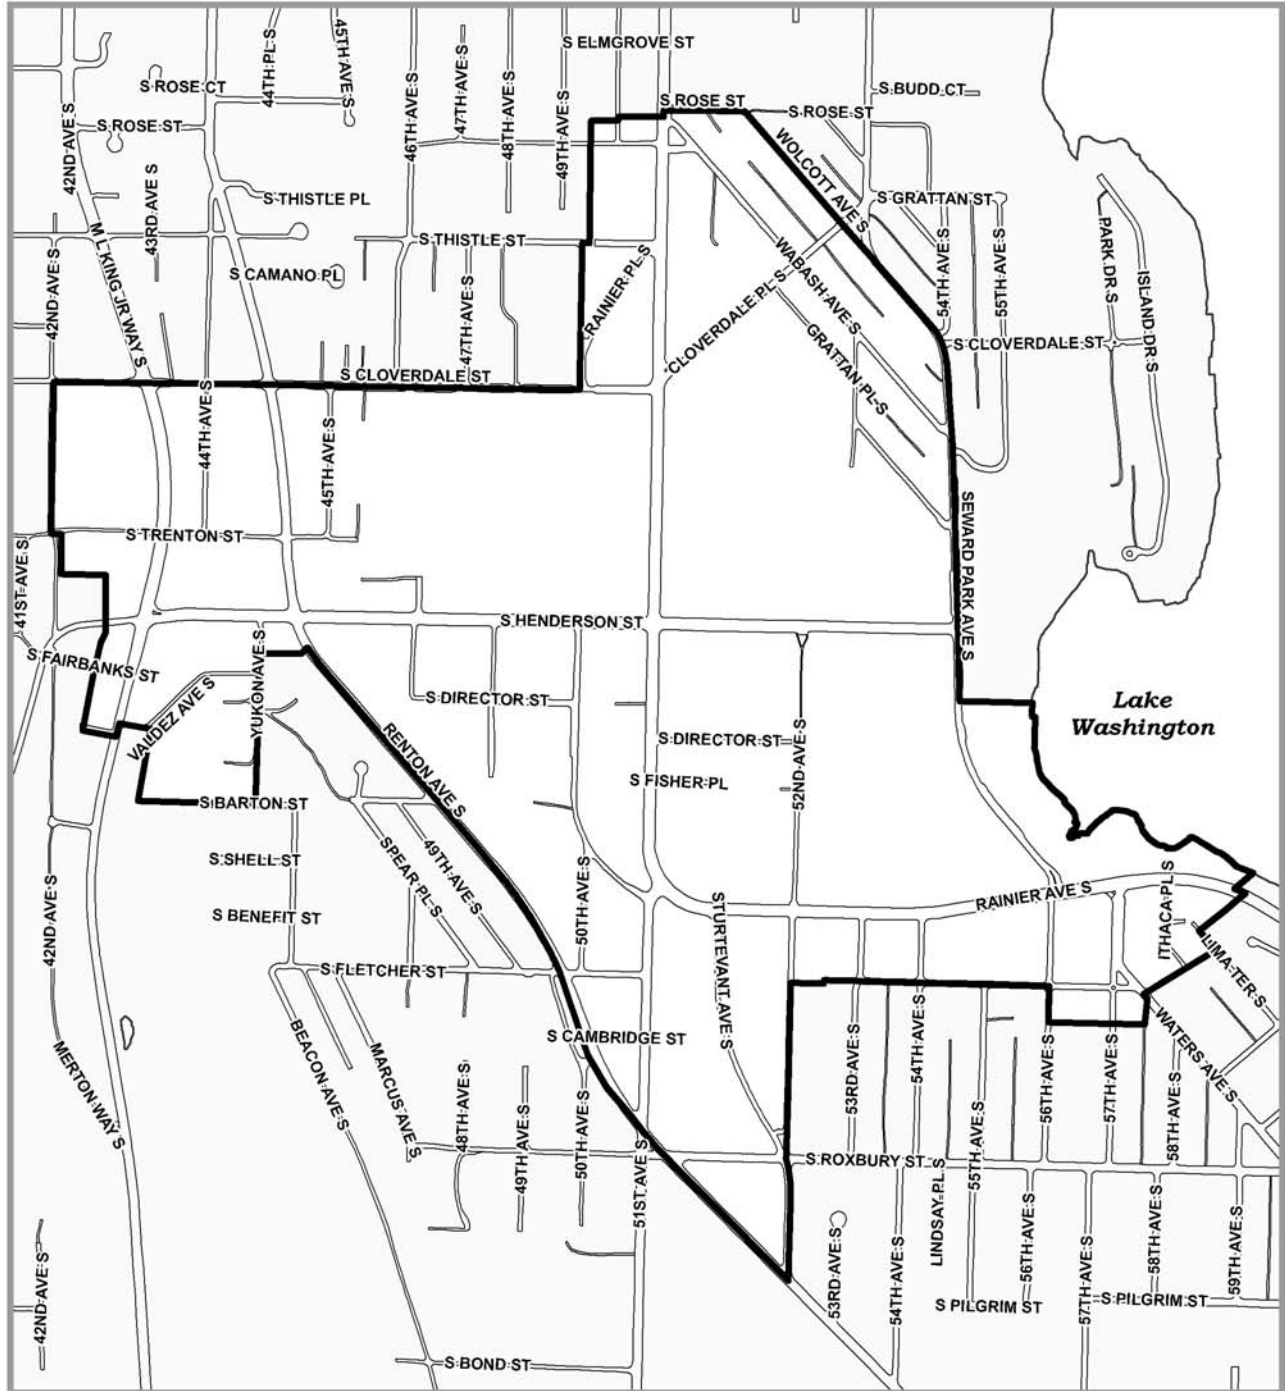 S ELMGROVE ST
45TH AVE S
44TH PL S
47TH AVE S
46TH AVE S
48TH AVE S
49TH AVE S
S ROSE CT
S BUDD CT
42ND AVE S
S ROSE ST
S ROSE ST
S ROSE ST
WOLCOTT AVE S
43RD AVE S
S THISTLE PL
S GRATTAN ST
M L KING JR WAY S
S THISTLE ST
42ND AVE S
S CAMANO PL
RAINIER PL S
WABASH AVE S
54TH AVE S
55TH AVE S
PARK DR S
ISLAND DR S
47TH AVE S
CLOVERDALE PL S
S CLOVERDALE ST
GRATTAN PL S
S CLOVERDALE ST
44TH AVE S
45TH AVE S
S TRENTON ST
SEWARD PARK AVE S
41ST AVE S
S HENDERSON ST
S FAIRBANKS ST
YUKON AVE S
VALDEZ AVE S
S DIRECTOR ST
Lake
Washington
RENTON AVE S
S DIRECTOR ST
52ND AVE S
S FISHER PL
S BARTON ST
S SHELL ST
SPEAR PL S
49TH AVE S
50TH AVE S
42ND AVE S
S BENEFIT ST
STURTEVANT AVE S
RAINIER AVE S
ITHACA PL S
LIMA TER S
S FLETCHER ST
S CAMBRIDGE ST
BEACON AVE S
MARCUS AVE S
MERTON WAY S
48TH AVE S
49TH AVE S
50TH AVE S
53RD AVE S
54TH AVE S
55TH AVE S
56TH AVE S
57TH AVE S
58TH AVE S
WATERS AVE S
51ST AVE S
S ROXBURY ST
LINDSAY PL S
53RD AVE S
54TH AVE S
56TH AVE S
57TH AVE S
58TH AVE S
59TH AVE S
42ND AVE S
S PILGRIM ST
S PILGRIM ST
S BOND ST